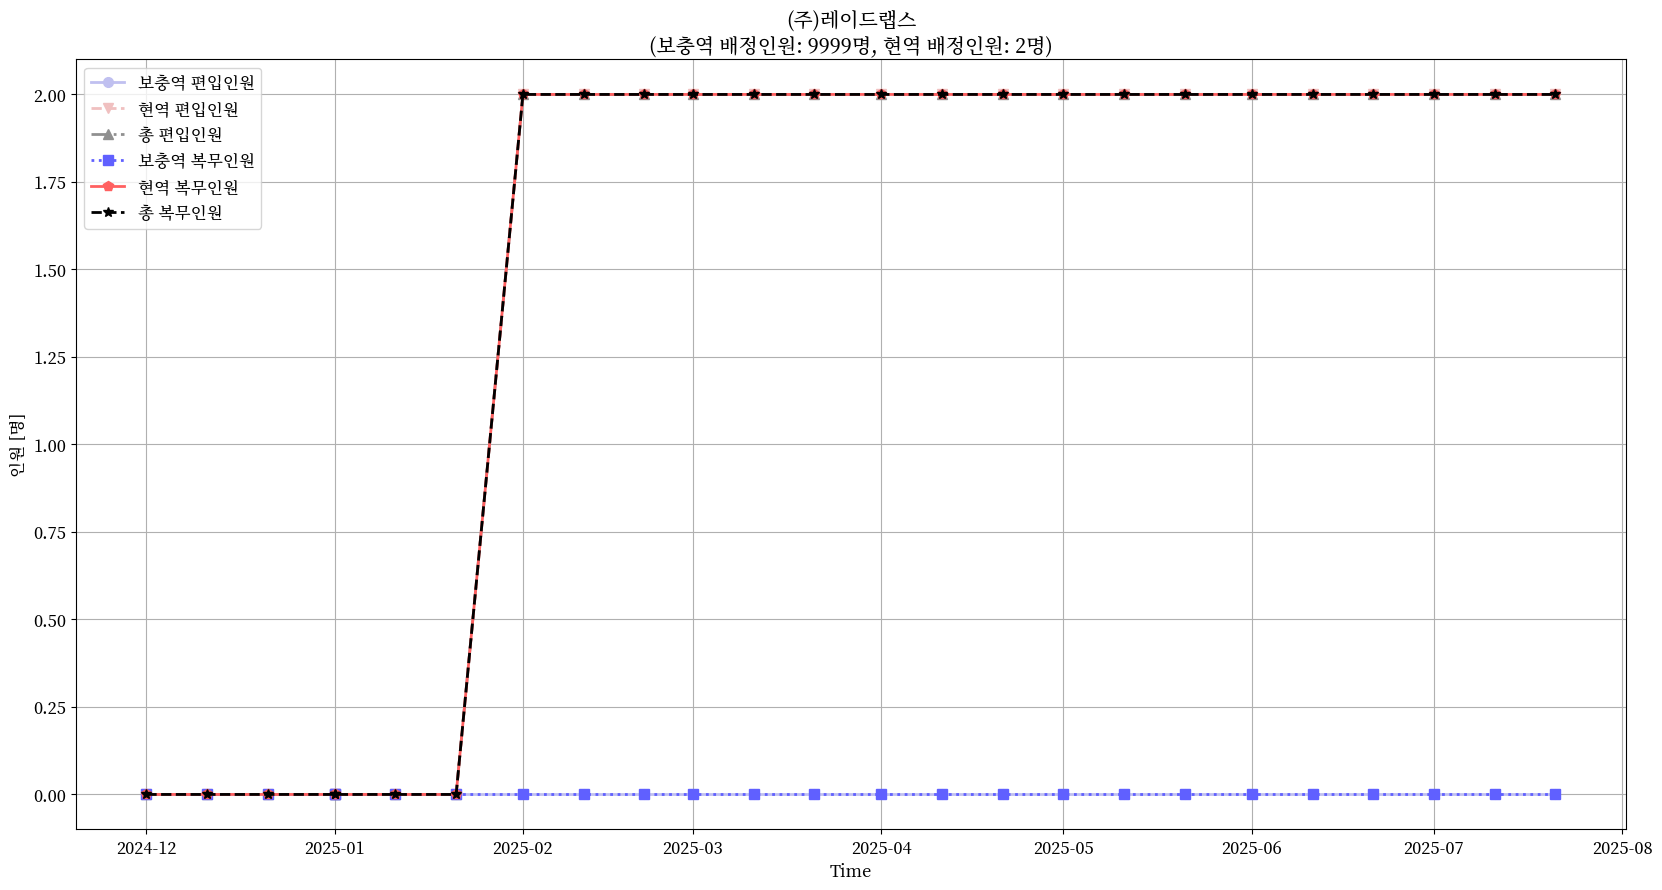 (주)레이드랩스
(보충역 배정인원: 9999명, 현역 배정인원: 2명)
보충역 편입인원
현역 편입인원
총 편입인원
보충역 복무인원
현역 복무인원
총 복무인원
2.00
1.75
1.50
1.25
1.00
0.75
0.50
0.25
0.00
인원 [명]
2024-12 2025-01 2025-02 2025-03 2025-04 2025-05 2025-06 2025-07 2025-08
Time